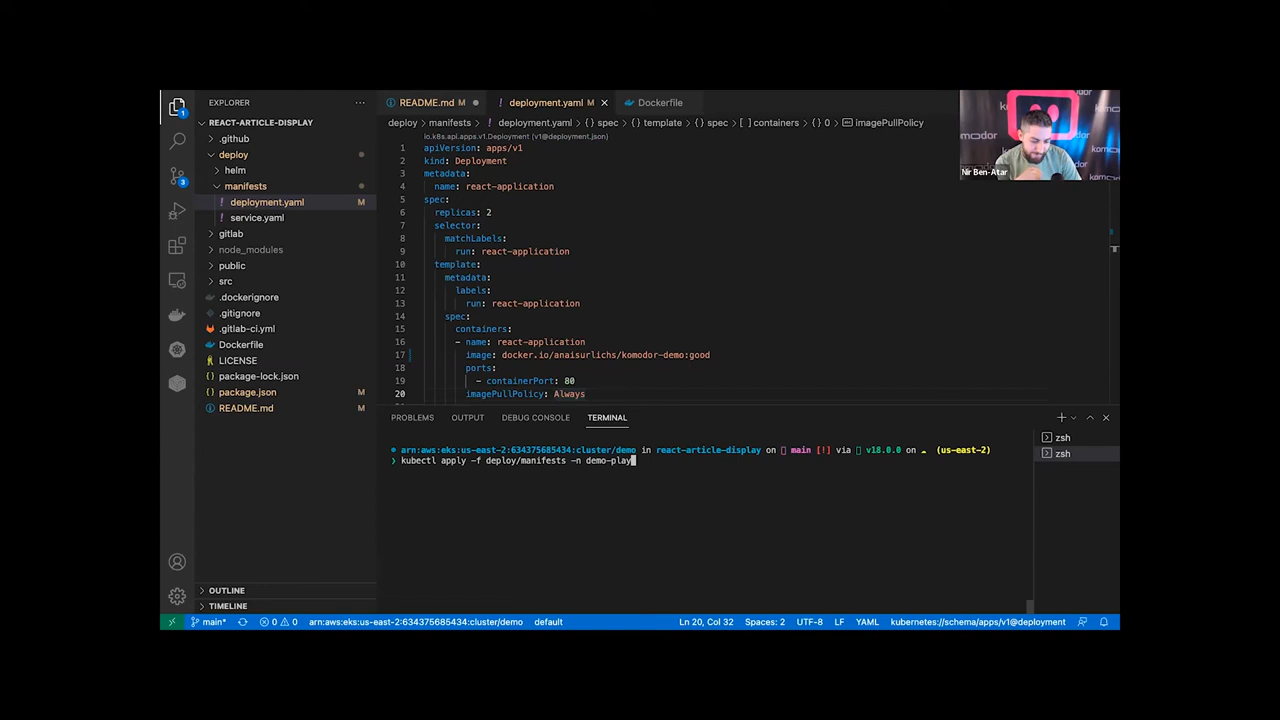 EXPLORER
REACT-ARTICLE-DISPLAY
.github
deploy
helm
manifests
! deployment.yaml M
! service.yaml
gitlab
node_modules
public
src
.dockerignore
.gitignore
.gitlab-ci.yml
Dockerfile
LICENSE
package-lock.json
package.json M
README.md M
OUTLINE
TIMELINE
README.md M
! deployment.yaml M
Dockerfile
deploy > manifests > ! deployment.yaml > {} spec > {} template > {} spec > [ ] containers > {} 0 > imagePullPolicy
io.k8s.api.apps.v1.Deployment (v1@deployment.json)
1 apiVersion: apps/v1
2 kind: Deployment
3 metadata:
4 name: react-application
5 spec:
6 replicas: 2
7 selector:
8 matchLabels:
9 run: react-application
10 template:
11 metadata:
12 labels:
13 run: react-application
14 spec:
15 containers:
16 - name: react-application
17 image: docker.io/anaisurlichs/komodor-demo:good
18 ports:
19 - containerPort: 80
20 imagePullPolicy: Always
Nir Ben-Atar
PROBLEMS OUTPUT DEBUG CONSOLE TERMINAL
arn:aws:eks:us-east-2:634375685434:cluster/demo in react-article-display on main [!] via v18.0.0 on (us-east-2)
❯ kubectl apply -f deploy/manifests -n demo-play
zsh
zsh
main* 0 0 arn:aws:eks:us-east-2:634375685434:cluster/demo default Ln 20, Col 32 Spaces: 2 UTF-8 LF YAML kubernetes://schema/apps/v1@deployment